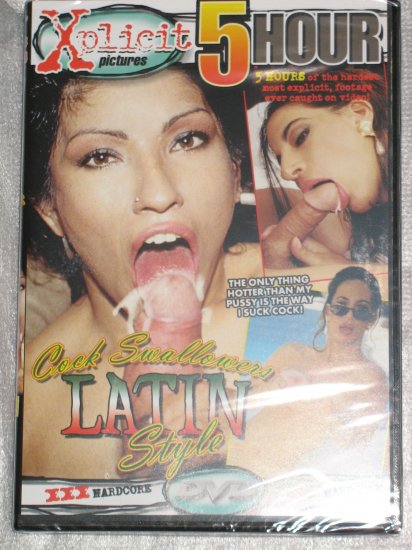 Xplicit
pictures
5 HOUR
5 HOURS of the hardest
most explicit, footage
ever caught on video!
THE ONLY THING
HOTTER THAN MY
PUSSY IS THE WAY
I SUCK COCK!
Cock Swallowers
LATIN
Style
XXX HARDCORE
DVD